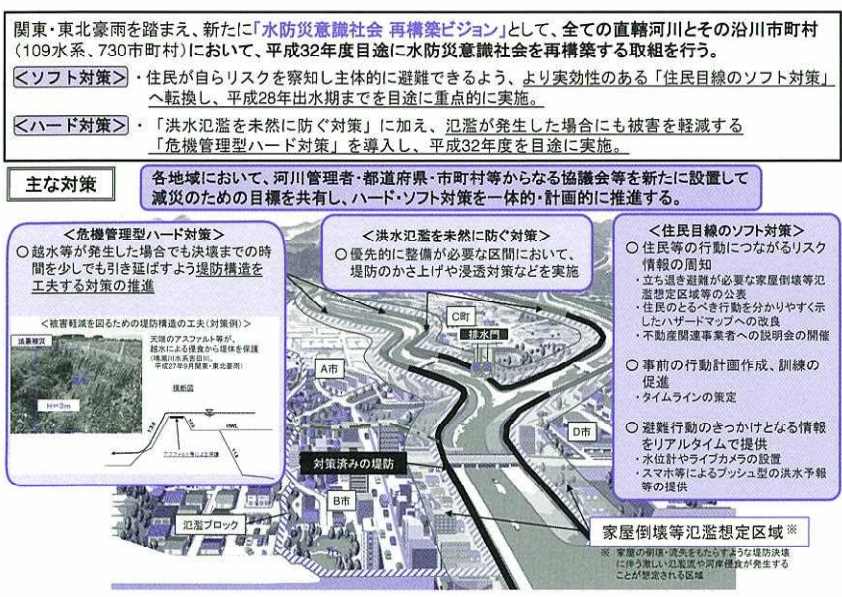 関東・東北豪雨を踏まえ、新たに「水防災意識社会 再構築ビジョン」として、全ての直轄河川とその沿川市町村
(109水系、730市町村)において、平成32年度目途に水防災意識社会を再構築する取組を行う。
<ソフト対策> ・住民が自らリスクを察知し主体的に避難できるよう、より実効性のある「住民目線のソフト対策」
へ転換し、平成28年出水期までを目途に重点的に実施。
<ハード対策> ・「洪水氾濫を未然に防ぐ対策」に加え、氾濫が発生した場合にも被害を軽減する
「危機管理型ハード対策」を導入し、平成32年度を目途に実施。
主な対策
各地域において、河川管理者・都道府県・市町村等からなる協議会等を新たに設置して
減災のための目標を共有し、ハード・ソフト対策を一体的・計画的に推進する。
<危機管理型ハード対策>
○越水等が発生した場合でも決壊までの時
間を少しでも引き延ばすよう堤防構造を
工夫する対策の推進
<被害軽減を図るための堤防構造の工夫(対策例)>
法裏被災
H=3m
天端のアスファルト等が、
越水による侵食から堤体を保護
(鳴瀬川水系吉田川、
平成27年9月関東・東北豪雨)
横断図
アスファルト等による保護
<洪水氾濫を未然に防ぐ対策>
○優先的に整備が必要な区間において、
堤防のかさ上げや浸透対策などを実施
<住民目線のソフト対策>
○住民等の行動につながるリスク
情報の周知
・立ち退き避難が必要な家屋倒壊等氾
濫想定区域等の公表
・住民のとるべき行動を分かりやすく示
したハザードマップへの改良
・不動産関連事業者への説明会の開催
○事前の行動計画作成、訓練の
促進
・タイムラインの策定
○避難行動のきっかけとなる情報
をリアルタイムで提供
・水位計やライブカメラの設置
・スマホ等によるプッシュ型の洪水予報
等の提供
C町
排水門
A市
D市
対策済みの堤防
B市
氾濫ブロック
家屋倒壊等氾濫想定区域※
※ 家屋の倒壊・流失をもたらすような堤防決壊
に伴う激しい氾濫流や河岸侵食が発生する
ことが想定される区域